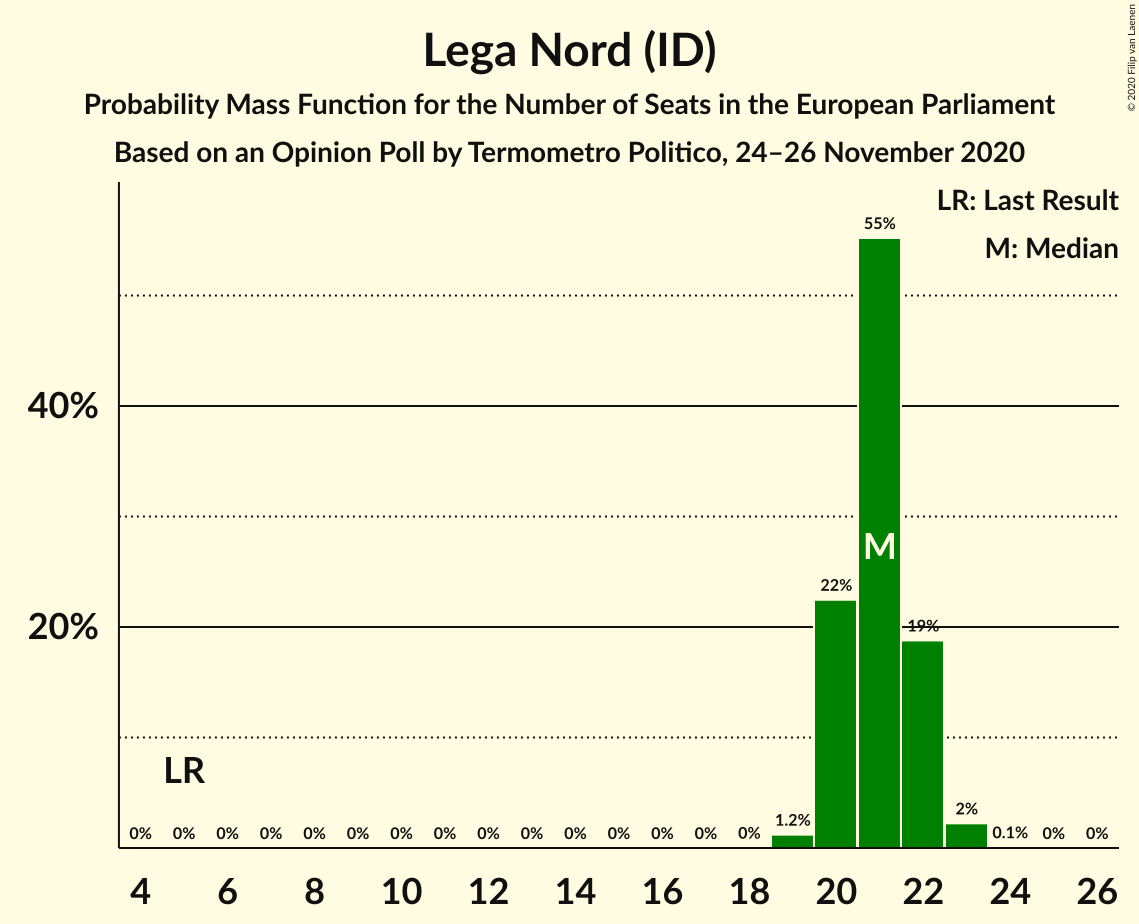 Lega Nord (ID)
Probability Mass Function for the Number of Seats in the European Parliament
Based on an Opinion Poll by Termometro Politico, 24–26 November 2020
© 2020 Filip van Laenen
LR: Last Result
M: Median
55%
40%
M
22%
20%
19%
LR
0% 0% 0% 0% 0% 0% 0% 0% 0% 0% 0% 0% 0% 0% 0% 1.2% 2% 0.1% 0% 0%
4 6 8 10 12 14 16 18 20 22 24 26